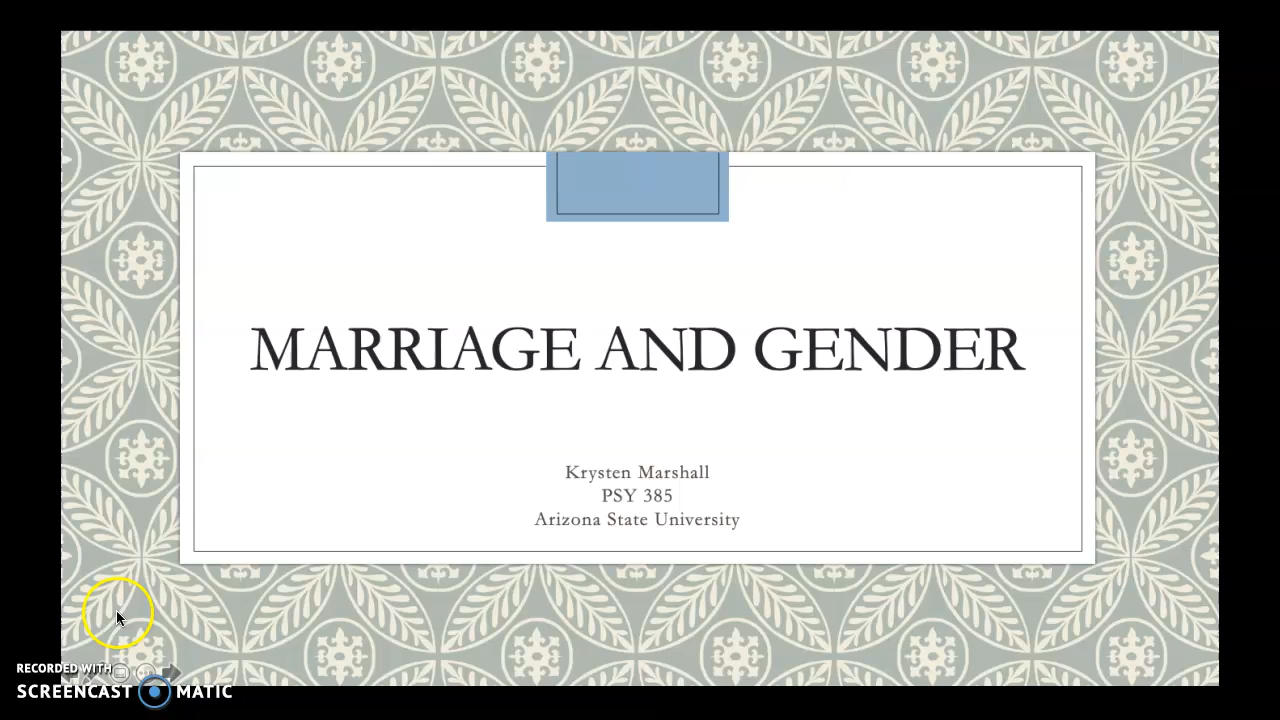 MARRIAGE AND GENDER
Krysten Marshall
PSY 385
Arizona State University
RECORDED WITH
SCREENCAST MATIC